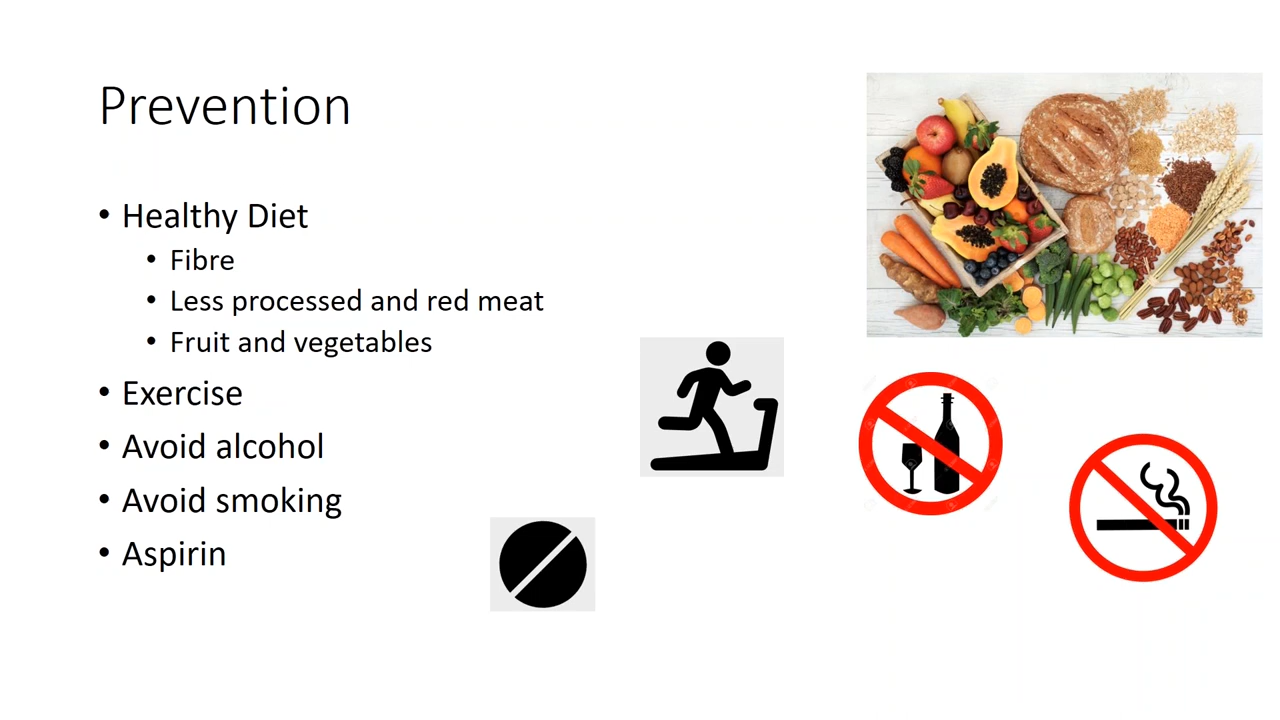 Prevention
• Healthy Diet
• Fibre
• Less processed and red meat
• Fruit and vegetables
• Exercise
• Avoid alcohol
• Avoid smoking
• Aspirin